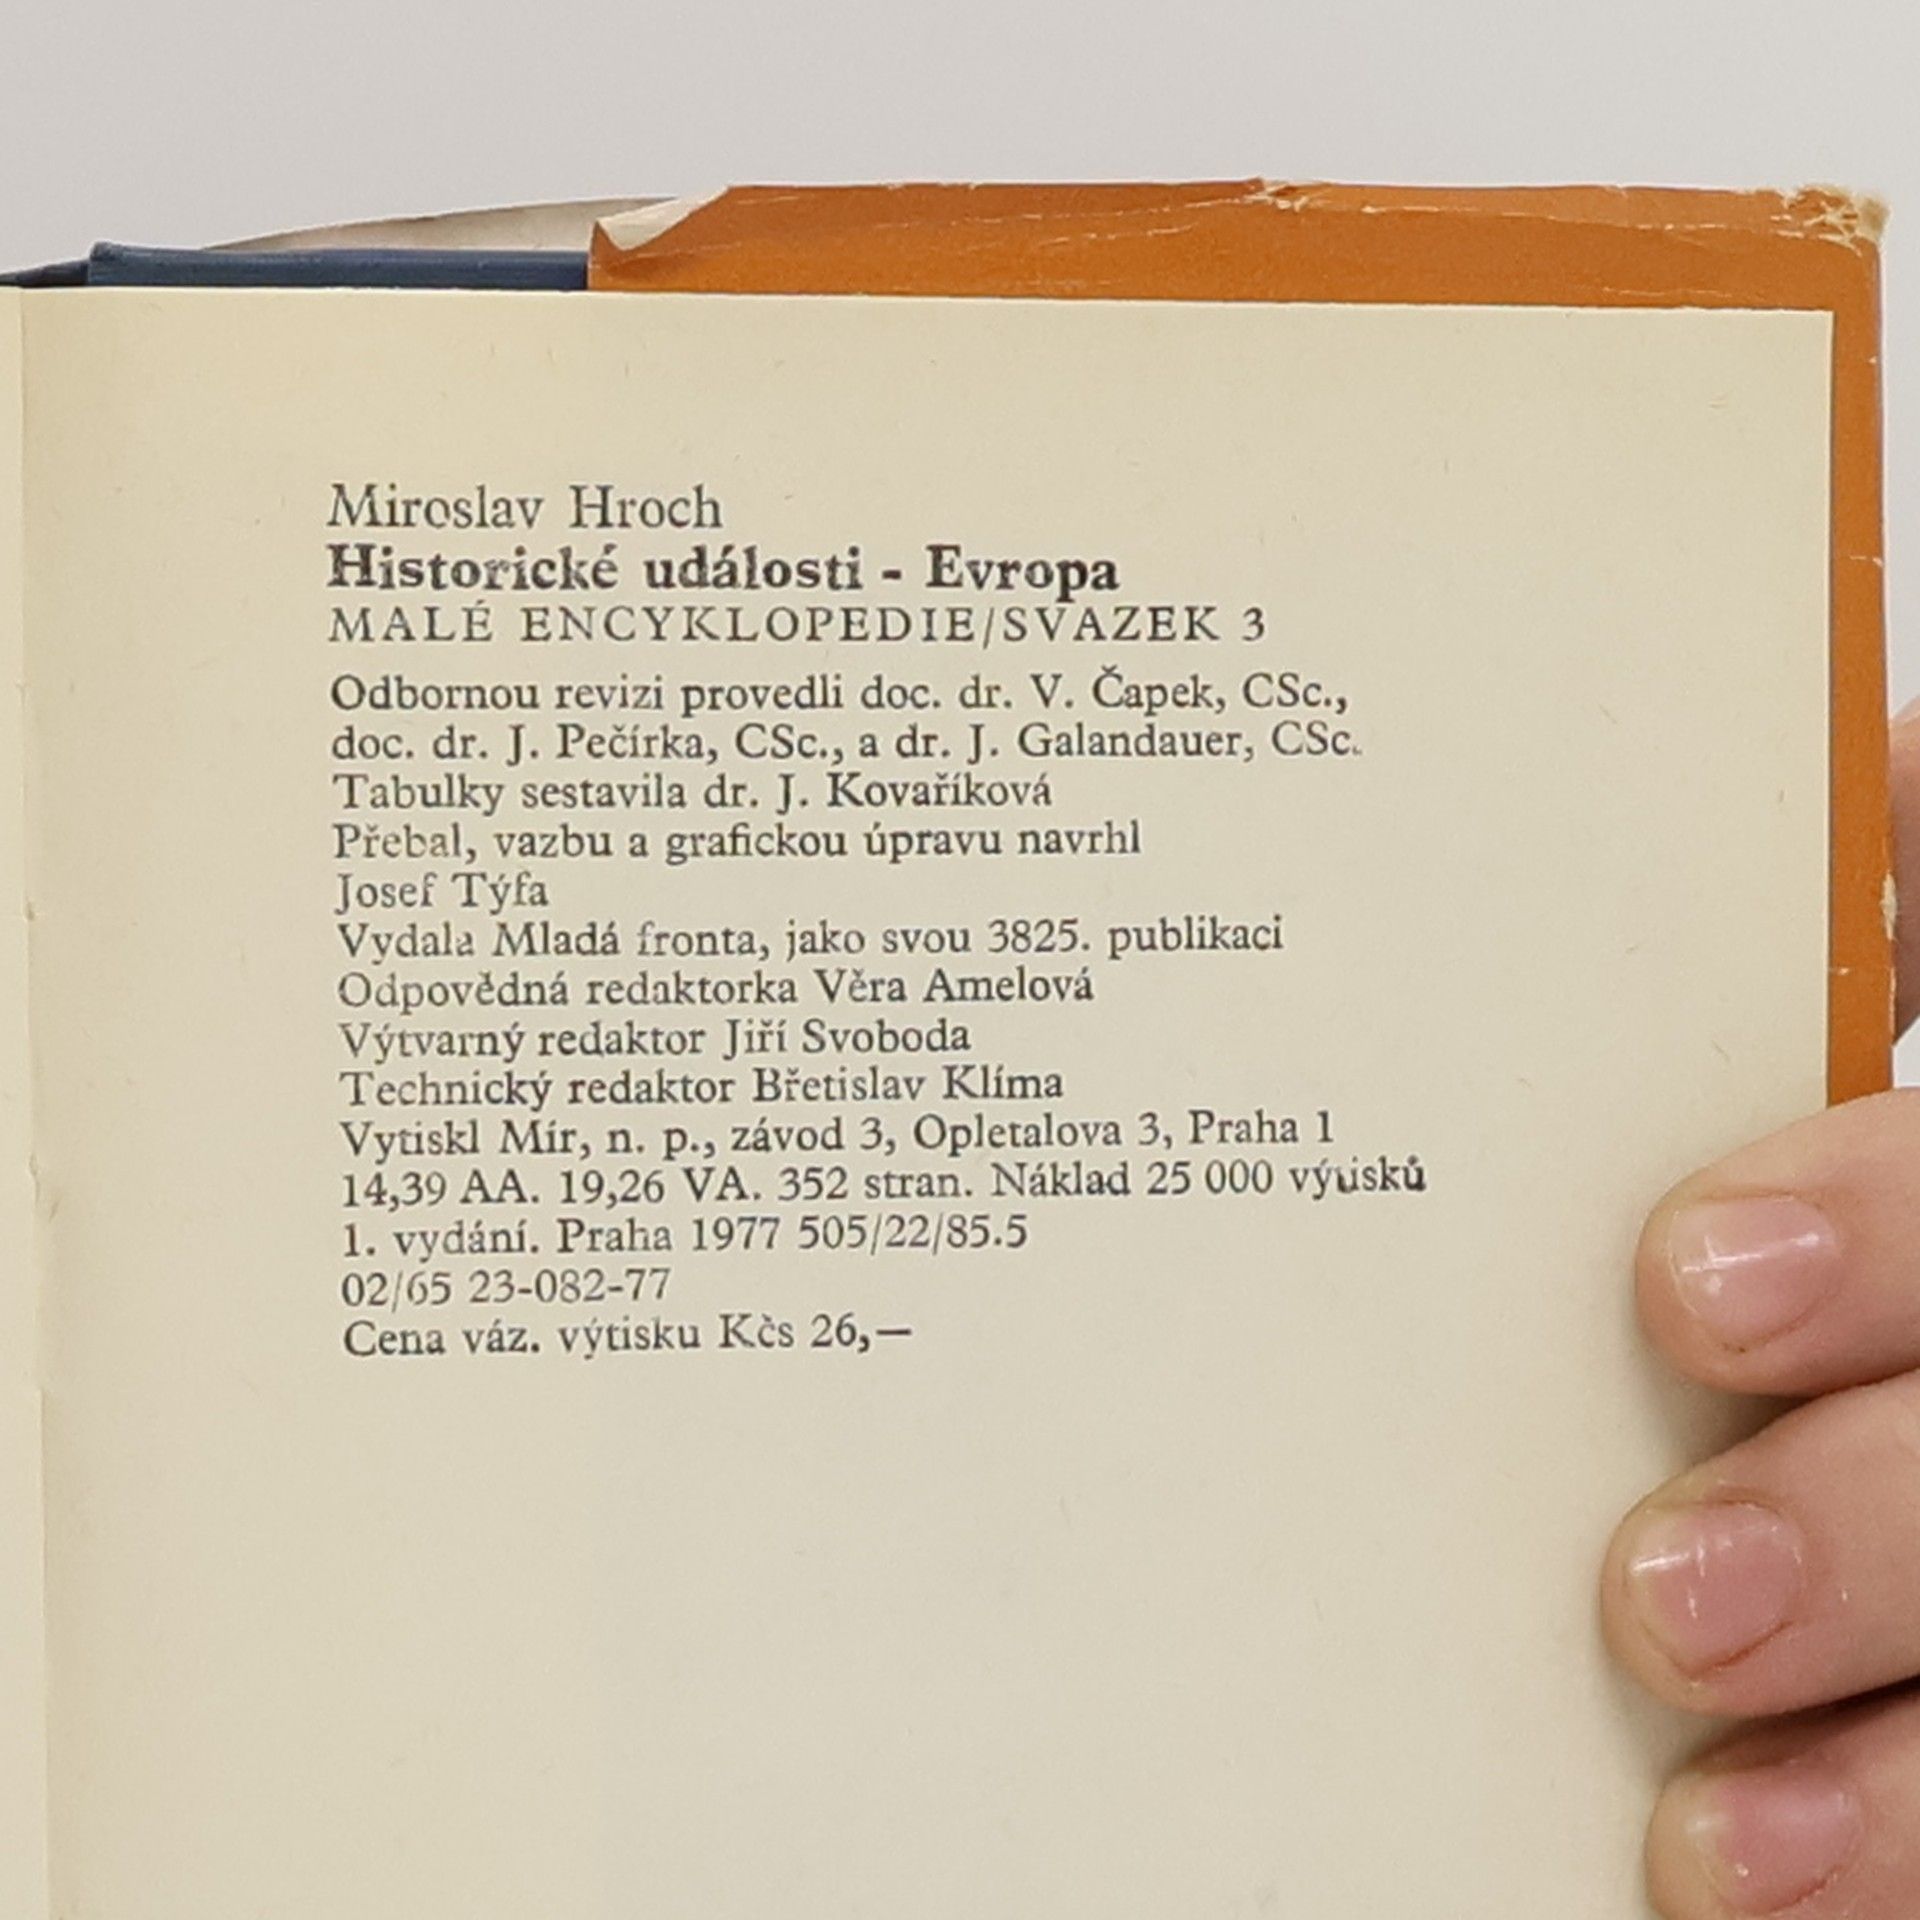 Miroslav Hroch
Historické události - Evropa
MALÉ ENCYKLOPEDIE/SVAZEK 3
Odbornou revizi provedli doc. dr. V. Čapek, CSc.,
doc. dr. J. Pečírka, CSc., a dr. J. Galandauer, CSc.
Tabulky sestavila dr. J. Kovaříková
Přebal, vazbu a grafickou úpravu navrhl
Josef Týfa
Vydala Mladá fronta, jako svou 3825. publikaci
Odpovědná redaktorka Věra Amelová
Výtvarný redaktor Jiří Svoboda
Technický redaktor Břetislav Klíma
Vytiskl Mír, n. p., závod 3, Opletalova 3, Praha 1
14,39 AA. 19,26 VA. 352 stran. Náklad 25 000 výtisků
1. vydání. Praha 1977 505/22/85.5
02/65 23-082-77
Cena váz. výtisku Kčs 26,—